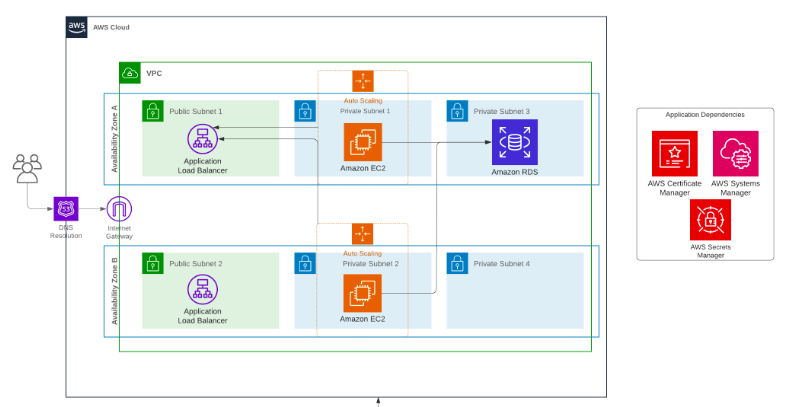 aws
AWS Cloud
VPC
Auto Scaling
Availability Zone A
Public Subnet 1
Private Subnet 1
Private Subnet 3
Application
Load Balancer
Amazon EC2
Amazon RDS
Application Dependencies
AWS Certificate
Manager
AWS Systems
Manager
AWS Secrets
Manager
53
DNS
Resolution
Internet
Gateway
Auto Scaling
Availability Zone B
Public Subnet 2
Private Subnet 2
Private Subnet 4
Application
Load Balancer
Amazon EC2